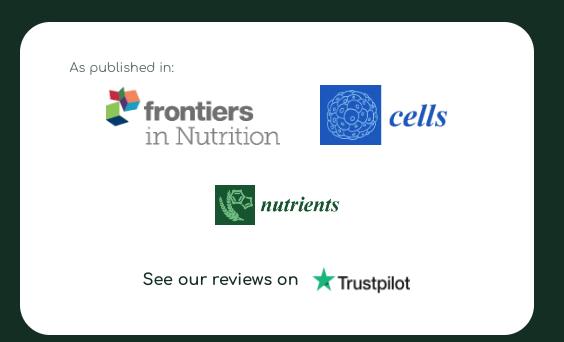 As published in:
frontiers
in Nutrition
cells
nutrients
See our reviews on Trustpilot